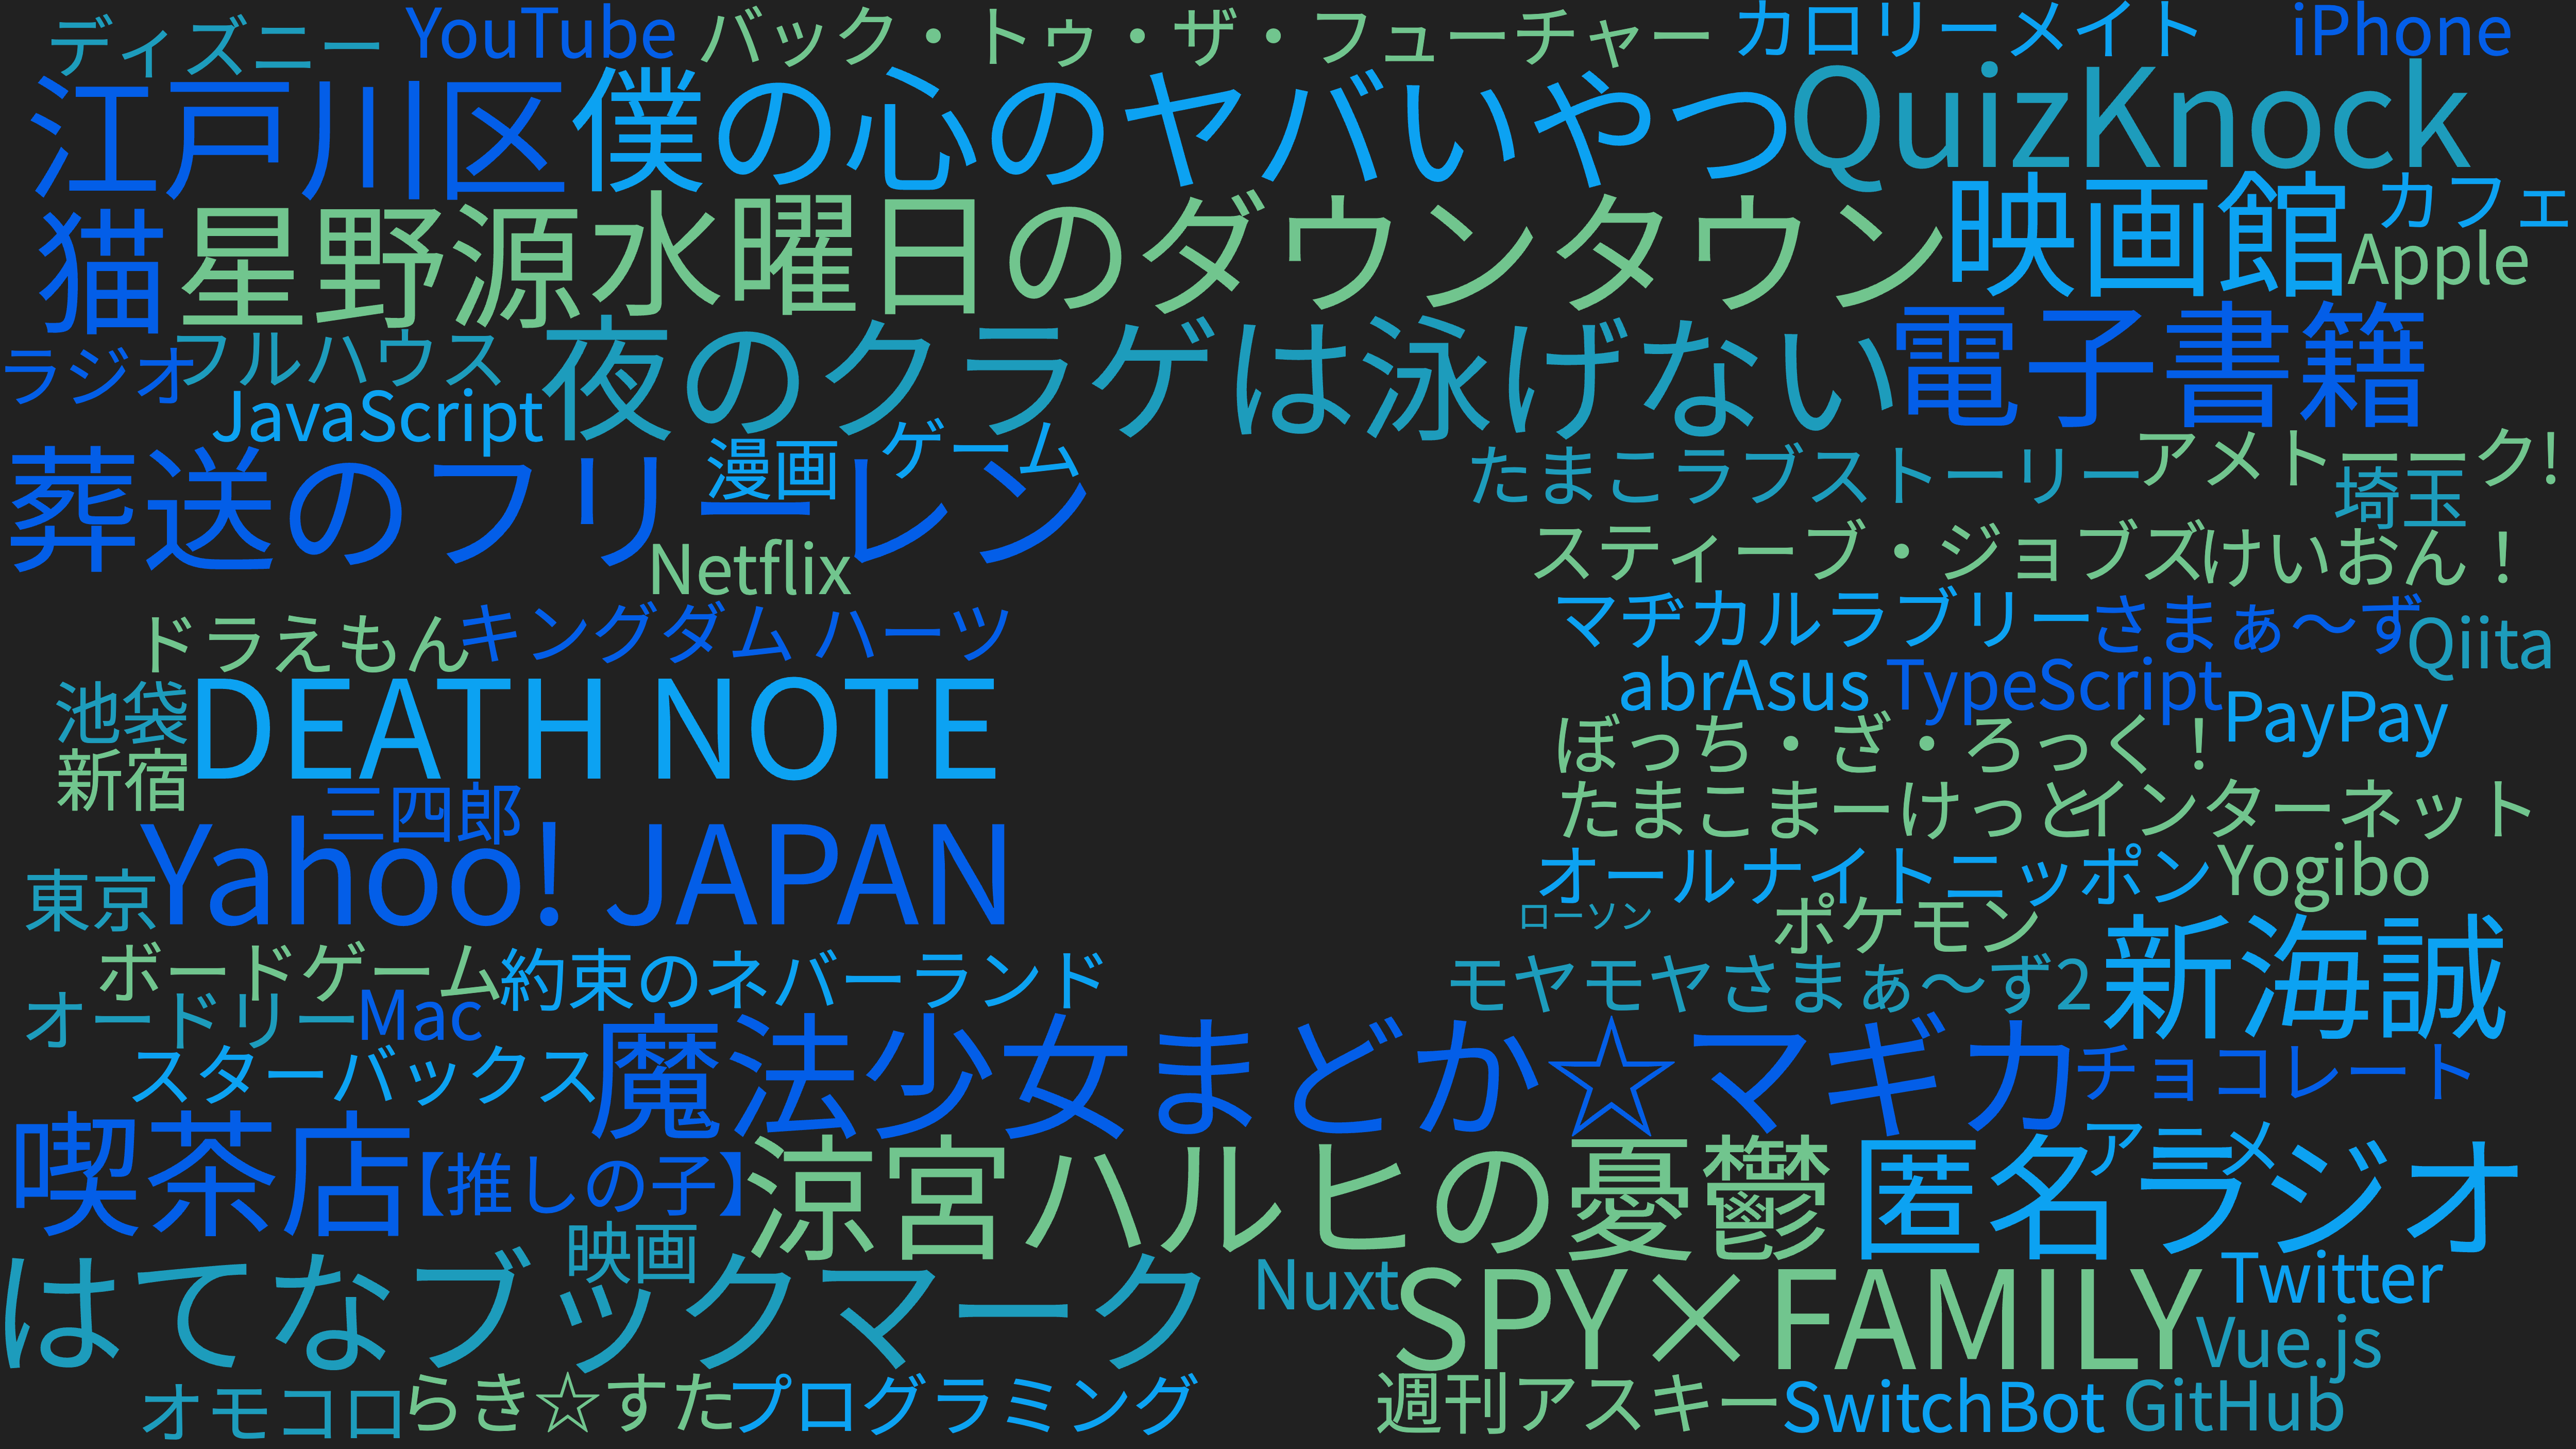 ディズニー YouTube バック・トゥ・ザ・フューチャー カロリーメイト iPhone
江戸川区 僕の心のヤバいやつ QuizKnock
猫 星野源 水曜日のダウンタウン 映画館 カフェ
Apple
ラジオ フルハウス 夜のクラゲは泳げない 電子書籍
JavaScript
葬送のフリーレン 漫画 ゲーム たまこラブストーリー アメトーーク!
埼玉
Netflix スティーブ・ジョブズ けいおん！
ドラえもん キングダム ハーツ マヂカルラブリー さまぁ〜ず Qiita
池袋 DEATH NOTE abrAsus TypeScript PayPay
新宿 ぼっち・ざ・ろっく！
三四郎 たまこまーけっと インターネット
東京 Yahoo! JAPAN オールナイトニッポン Yogibo
ローソン ポケモン
ボードゲーム 約束のネバーランド モヤモヤさまぁ〜ず2 新海誠
オードリー Mac
スターバックス 魔法少女まどか☆マギカ チョコレート
喫茶店 【推しの子】 涼宮ハルヒの憂鬱 匿名ラジオ アニメ
はてなブックマーク 映画 Nuxt SPY×FAMILY Twitter
Vue.js
オモコロ らき☆すた プログラミング 週刊アスキー SwitchBot GitHub